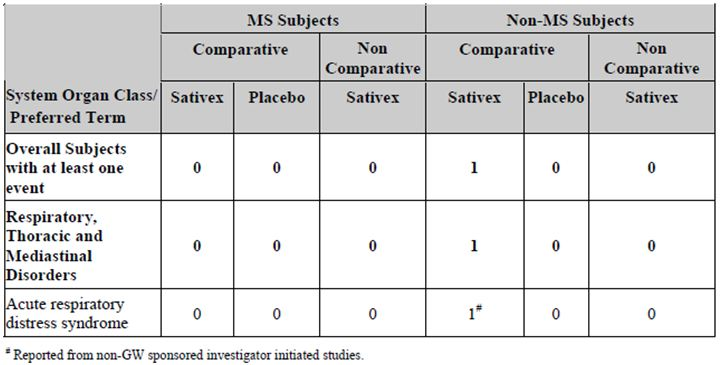 MS Subjects Non-MS Subjects
Comparative Non Comparative Comparative Non Comparative
System Organ Class/ Preferred Term Sativex Placebo Sativex Sativex Placebo Sativex
Overall Subjects with at least one event 0 0 0 1 0 0
Respiratory, Thoracic and Mediastinal Disorders 0 0 0 1 0 0
Acute respiratory distress syndrome 0 0 0 1# 0 0
# Reported from non-GW sponsored investigator initiated studies.